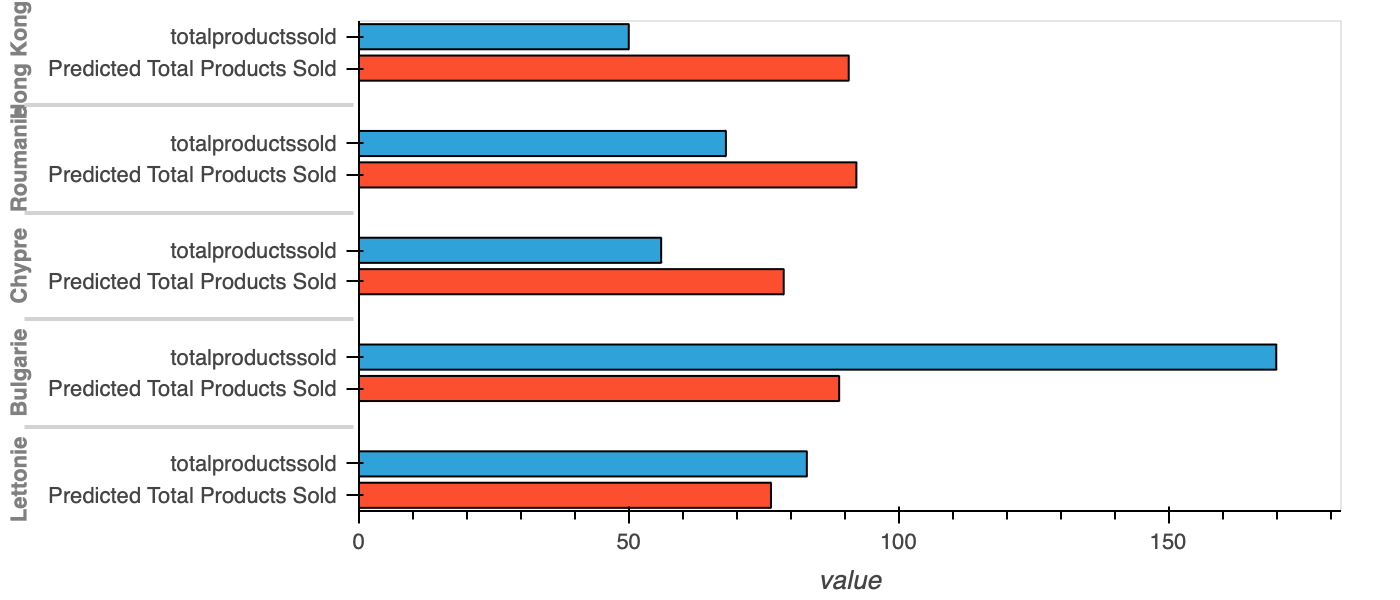 Hong Kong
totalproductssold
Predicted Total Products Sold
Roumanie
totalproductssold
Predicted Total Products Sold
Chypre
totalproductssold
Predicted Total Products Sold
Bulgarie
totalproductssold
Predicted Total Products Sold
Lettonie
totalproductssold
Predicted Total Products Sold
0 50 100 150
value